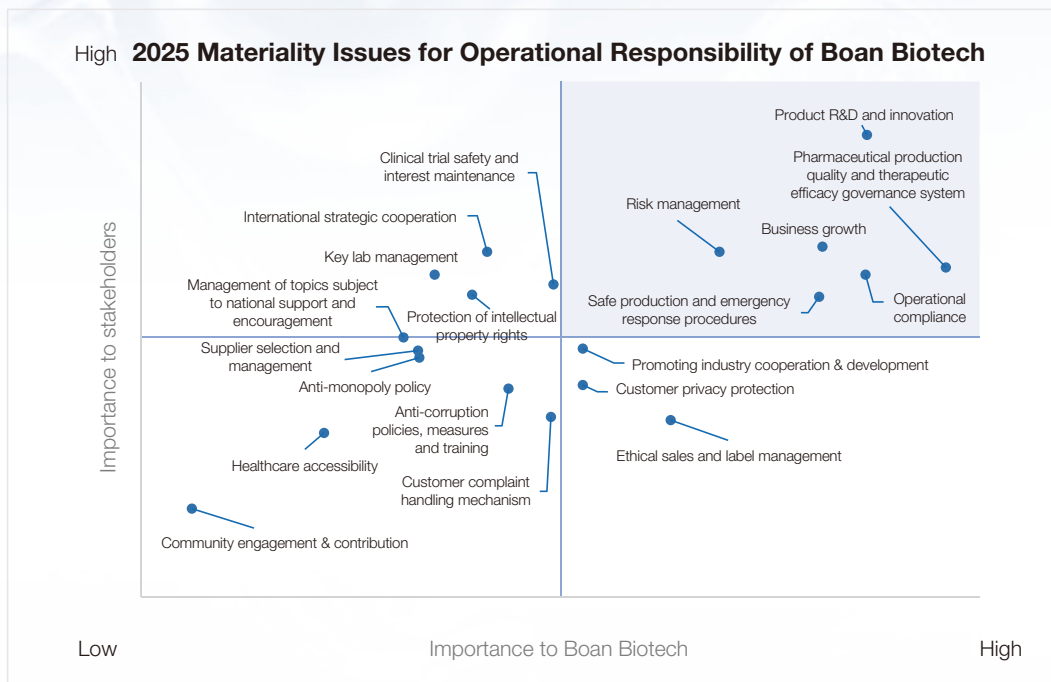 High
2025 Materiality Issues for Operational Responsibility of Boan Biotech
Product R&D and innovation
Clinical trial safety and
interest maintenance
Pharmaceutical production
quality and therapeutic
efficacy governance system
Risk management
International strategic cooperation
Business growth
Key lab management
Management of topics subject
to national support and
encouragement
Protection of intellectual
property rights
Safe production and emergency
response procedures
Operational
compliance
Supplier selection and
management
Anti-monopoly policy
Promoting industry cooperation & development
Customer privacy protection
Anti-corruption
policies, measures
and training
Ethical sales and label management
Healthcare accessibility
Customer complaint
handling mechanism
Community engagement & contribution
Importance to stakeholders
Low
Importance to Boan Biotech
High